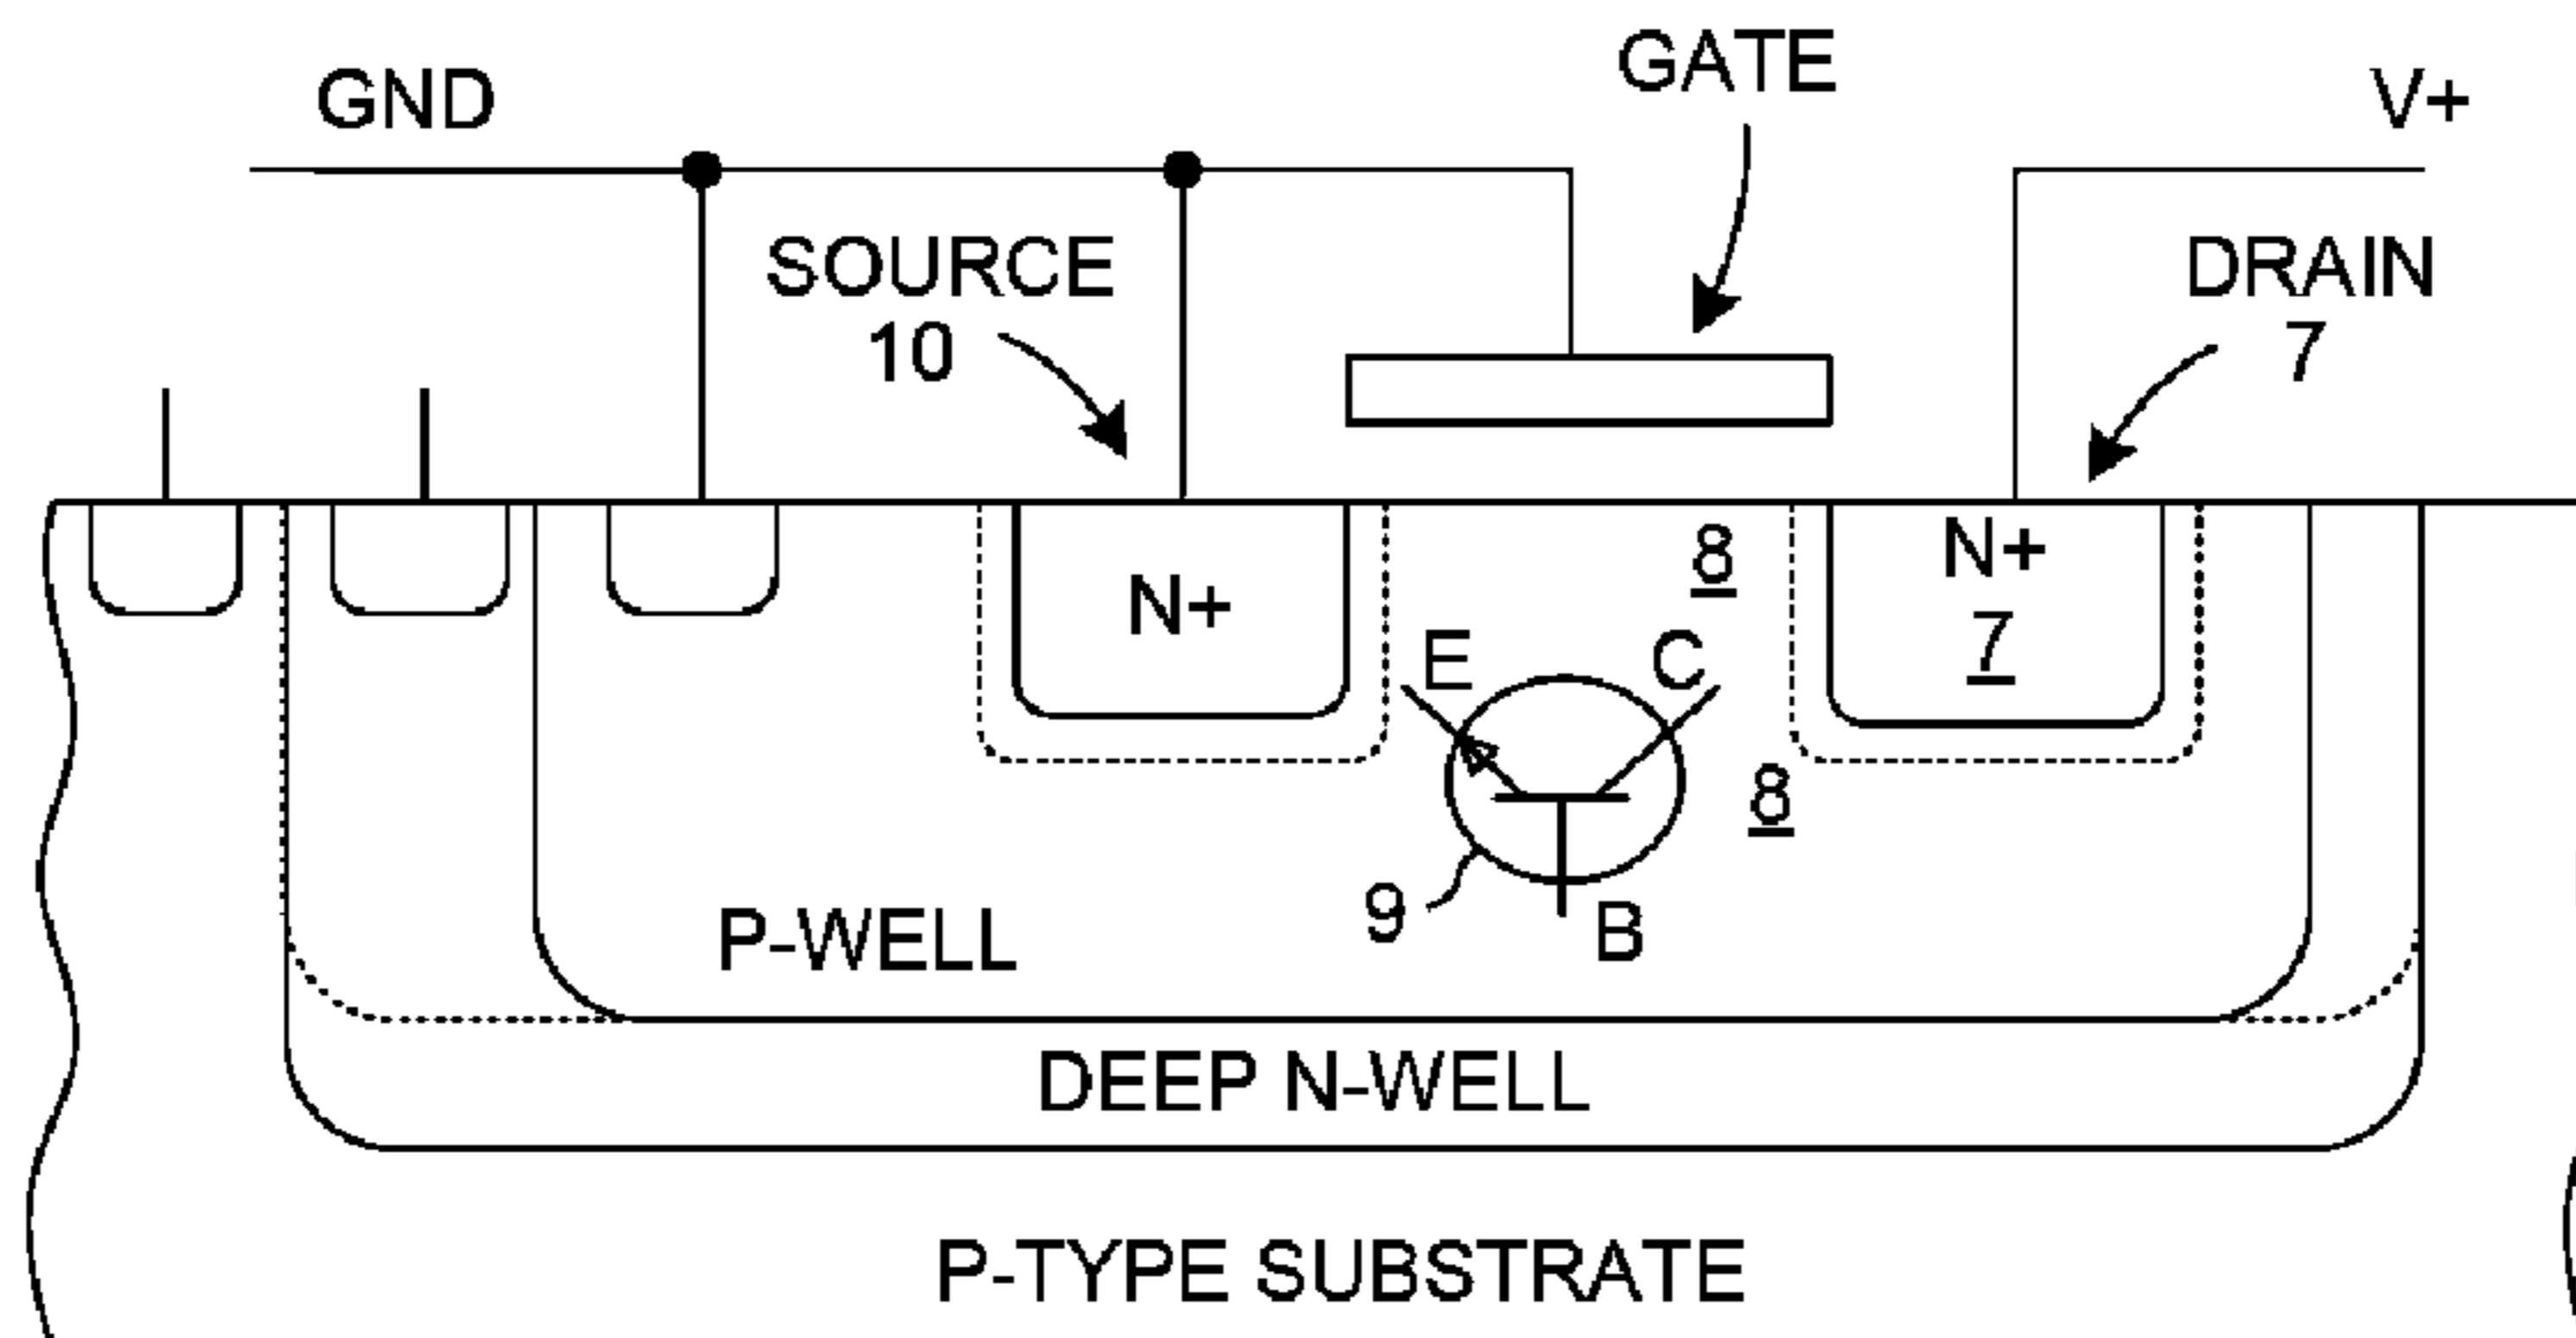 GND
GATE
V+
SOURCE
10
DRAIN
7
N+
8
N+
7
E
C
8
9
B
P-WELL
DEEP N-WELL
P-TYPE SUBSTRATE